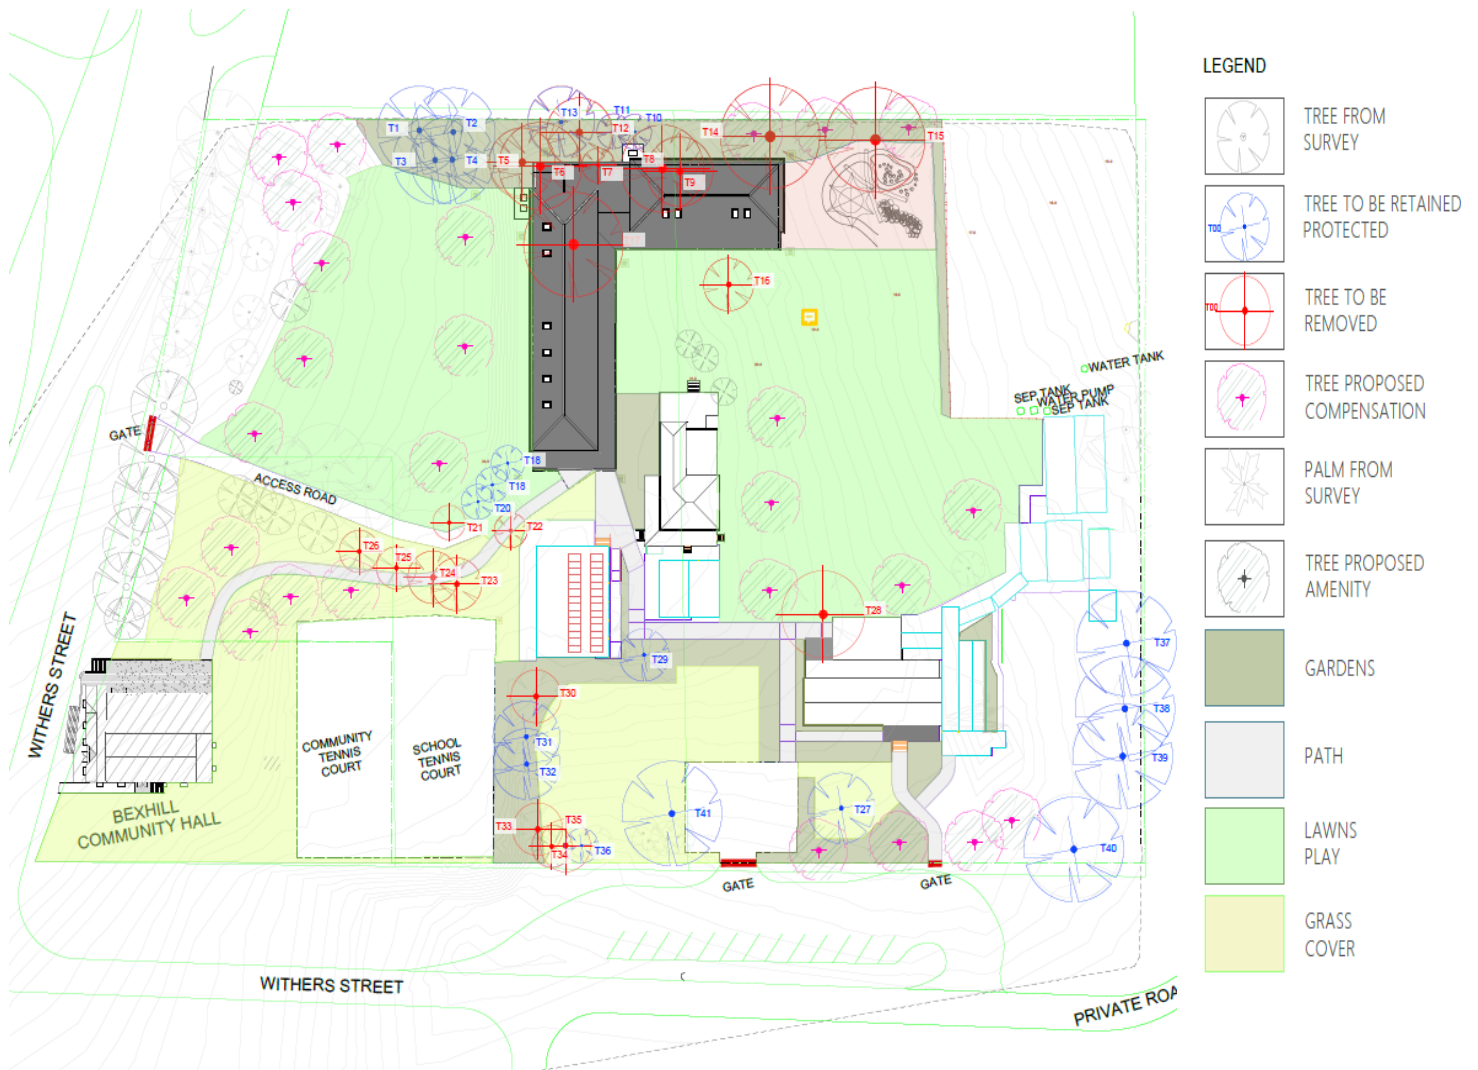 LEGEND
TREE FROM
SURVEY
T00
TREE TO BE RETAINED
PROTECTED
T00
TREE TO BE
REMOVED
TREE PROPOSED
COMPENSATION
PALM FROM
SURVEY
TREE PROPOSED
AMENITY
GARDENS
PATH
LAWNS
PLAY
GRASS
COVER
T1
T2
T3
T4
T13
T11
T10
T12
T5
T6
T7
T8
T9
T14
T15
T16
WATER TANK
SEP TANK
WATER PUMP
SEP TANK
GATE
ACCESS ROAD
T18
T18
T20
T21
T22
T26
T25
T24
T23
T28
T29
T37
T38
T39
T30
T31
T32
WITHERS STREET
COMMUNITY
TENNIS
COURT
SCHOOL
TENNIS
COURT
BEXHILL
COMMUNITY HALL
T33
T35
T34
T36
T41
T27
T40
GATE
GATE
WITHERS STREET
PRIVATE ROA